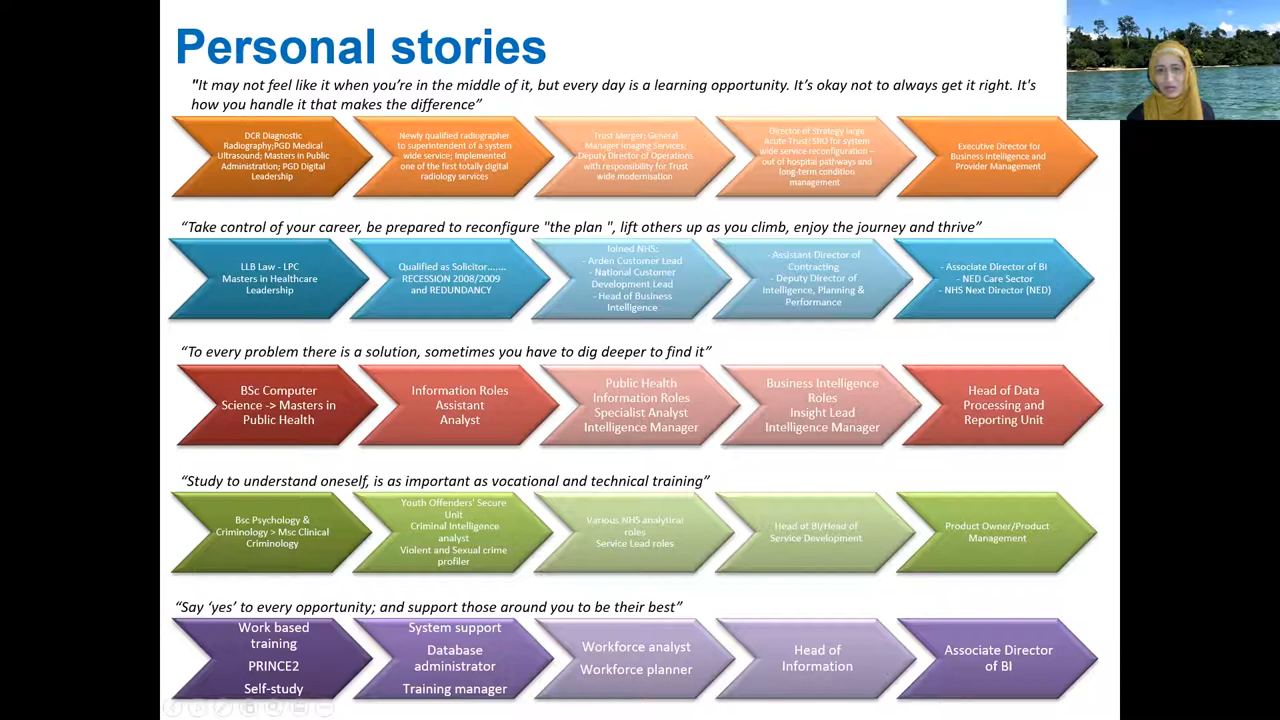 Personal stories
"It may not feel like it when you're in the middle of it, but every day is a learning opportunity. It's okay not to always get it right. It's
how you handle it that makes the difference”
DCR Diagnostic
Radiography;PGD Medical
Ultrasound; Masters in Public
Administration; PGD Digital
Leadership
Newly qualified radiographer
to superintendent of a system
wide service; implemented
one of the first totally digital
radiology services
Trust Merger; General
Manager Imaging Services;
Deputy Director of Operations
with responsibility for Trust
wide modernisation
Director of Strategy large
Acute Trust; SRO for system
wide service reconfiguration –
out of hospital pathways and
long-term condition
management
Executive Director for
Business Intelligence and
Provider Management
“Take control of your career, be prepared to reconfigure "the plan ", lift others up as you climb, enjoy the journey and thrive”
LLB Law - LPC
Masters in Healthcare
Leadership
Qualified as Solicitor.......
RECESSION 2008/2009
and REDUNDANCY
Joined NHS:
- Arden Customer Lead
- National Customer
Development Lead
- Head of Business
Intelligence
- Assistant Director of
Contracting
- Deputy Director of
Intelligence, Planning &
Performance
- Associate Director of BI
- NED Care Sector
- NHS Next Director (NED)
“To every problem there is a solution, sometimes you have to dig deeper to find it”
BSc Computer
Science -> Masters in
Public Health
Information Roles
Assistant
Analyst
Public Health
Information Roles
Specialist Analyst
Intelligence Manager
Business Intelligence
Roles
Insight Lead
Intelligence Manager
Head of Data
Processing and
Reporting Unit
“Study to understand oneself, is as important as vocational and technical training”
Bsc Psychology &
Criminology > Msc Clinical
Criminology
Youth Offenders' Secure
Unit
Criminal Intelligence
analyst
Violent and Sexual crime
profiler
Various NHS analytical
roles
Service Lead roles
Head of BI/Head of
Service Development
Product Owner/Product
Management
“Say ‘yes’ to every opportunity; and support those around you to be their best”
Work based
training
PRINCE2
Self-study
System support
Database
administrator
Training manager
Workforce analyst
Workforce planner
Head of
Information
Associate Director
of BI